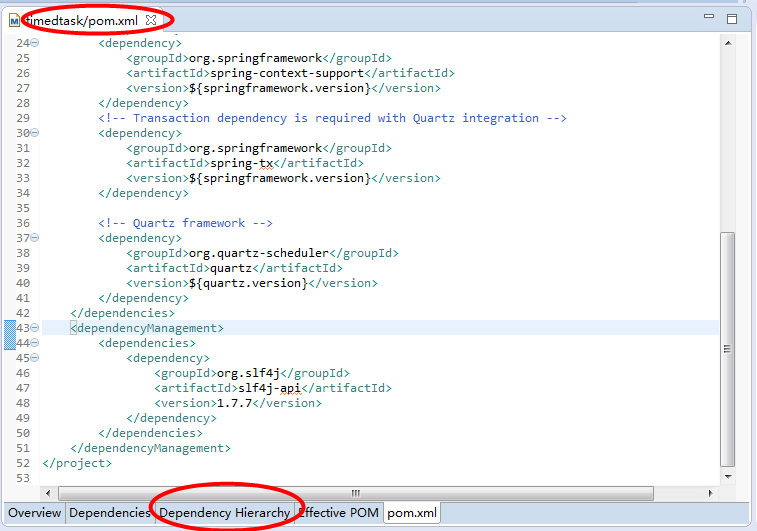 timedtask/pom.xml
24 <dependency>
25 <groupId>org.springframework</groupId>
26 <artifactId>spring-context-support</artifactId>
27 <version>${springframework.version}</version>
28 </dependency>
29 <!-- Transaction dependency is required with Quartz integration -->
30 <dependency>
31 <groupId>org.springframework</groupId>
32 <artifactId>spring-tx</artifactId>
33 <version>${springframework.version}</version>
34 </dependency>
35
36 <!-- Quartz framework -->
37 <dependency>
38 <groupId>org.quartz-scheduler</groupId>
39 <artifactId>quartz</artifactId>
40 <version>${quartz.version}</version>
41 </dependency>
42 </dependencies>
43 <dependencyManagement>
44 <dependencies>
45 <dependency>
46 <groupId>org.slf4j</groupId>
47 <artifactId>slf4j-api</artifactId>
48 <version>1.7.7</version>
49 </dependency>
50 </dependencies>
51 </dependencyManagement>
52 </project>
53
Overview Dependencies Dependency Hierarchy Effective POM pom.xml